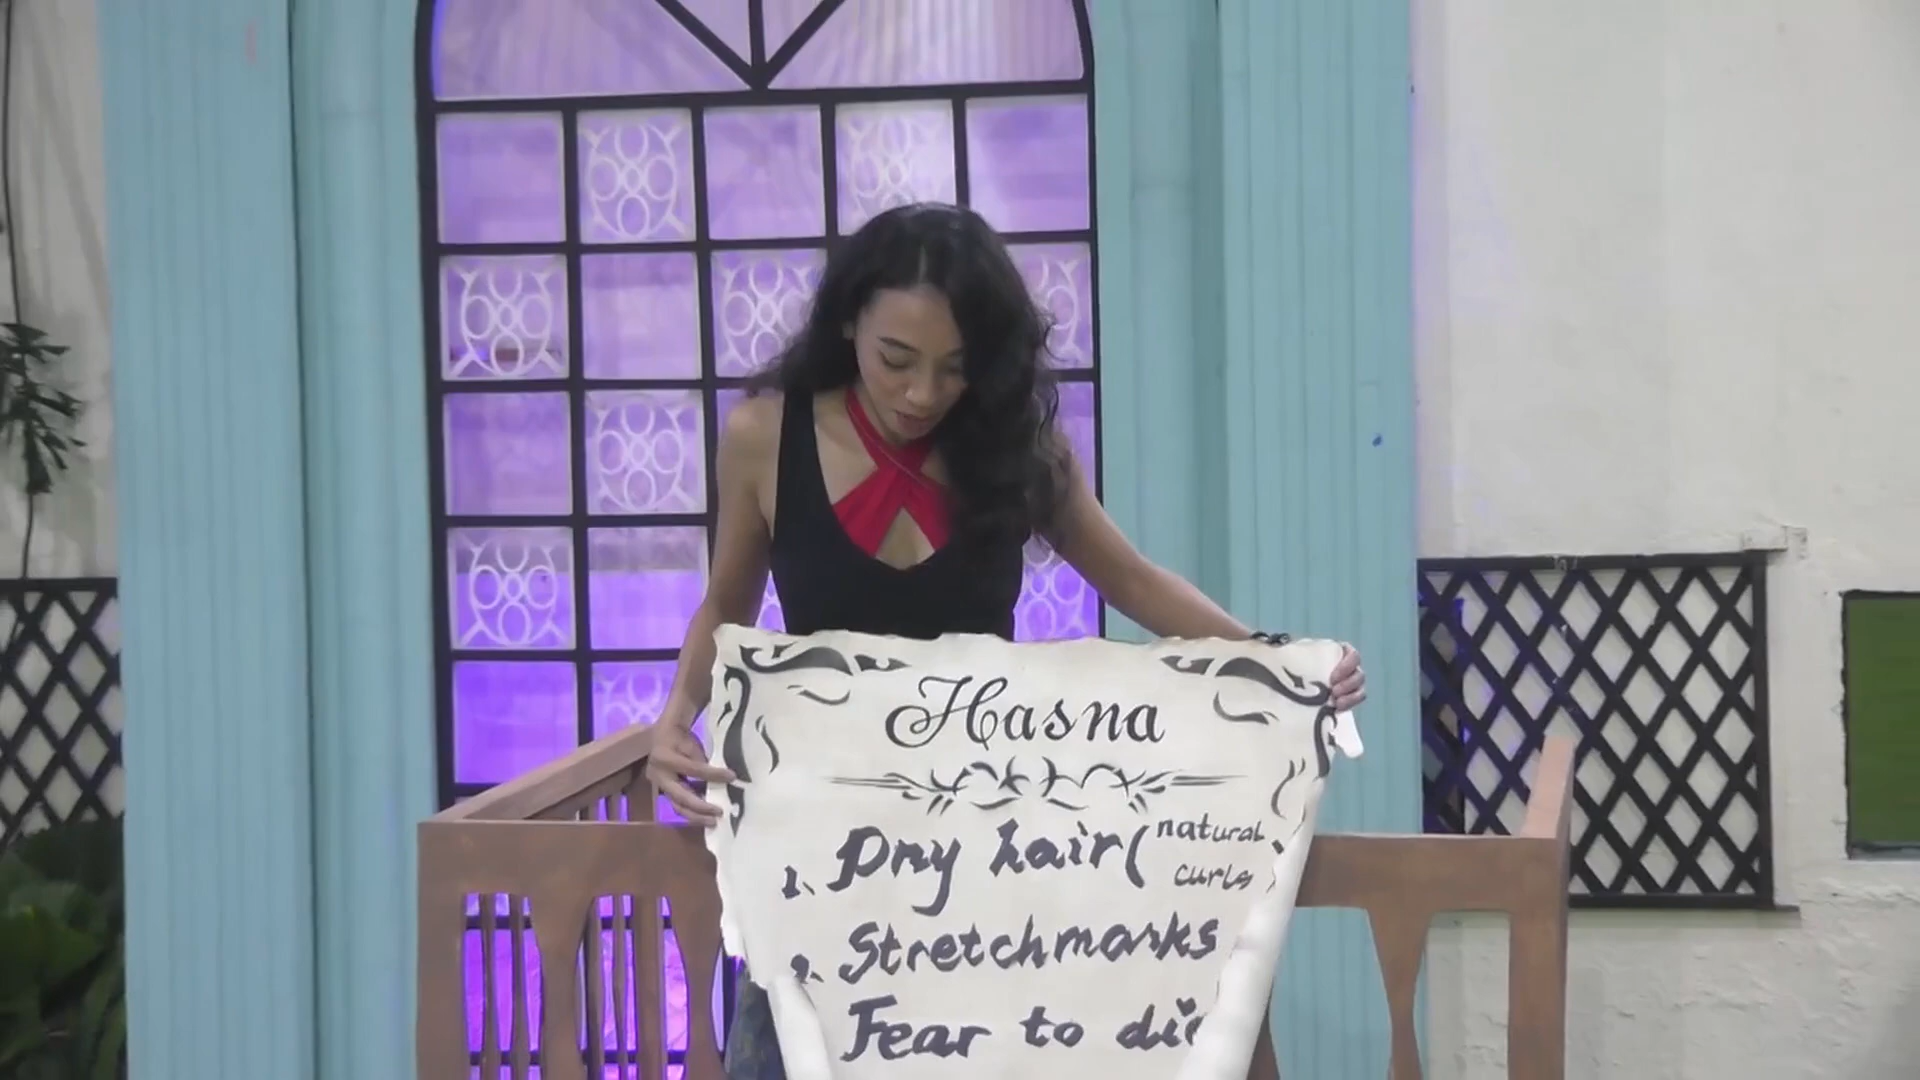 Hasna
1. Dry hair (natural curls)
2. Stretchmarks
Fear to die